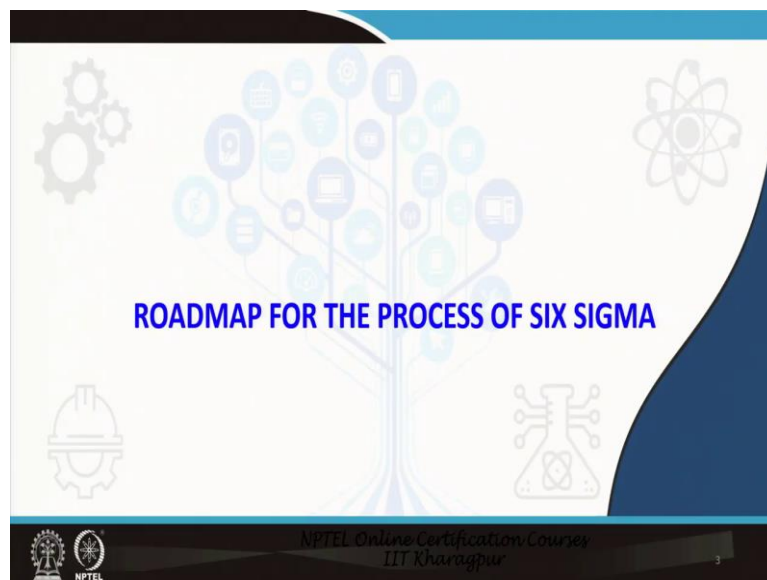 ROADMAP FOR THE PROCESS OF SIX SIGMA
NPTEL Online Certification Courses
IIT Kharagpur
NPTEL
3